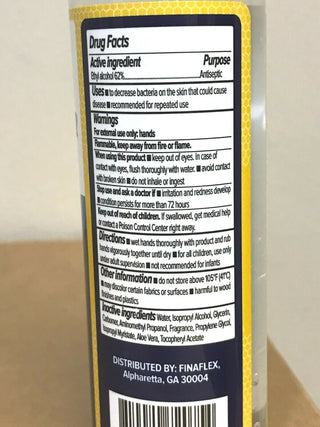 Drug Facts
Active ingredient Purpose
Ethyl alcohol 62%..........................Antiseptic
Uses ■ to decrease bacteria on the skin that could cause
disease ■ recommended for repeated use
Warnings
For external use only: hands
Flammable, keep away from fire or flame.
When using this product ■ keep out of eyes. In case of
contact with eyes, flush thoroughly with water. ■ avoid contact
with broken skin ■ do not inhale or ingest
Stop use and ask a doctor if ■ irritation and redness develop
■ condition persists for more than 72 hours
Keep out of reach of children. If swallowed, get medical help
or contact a Poison Control Center right away.
Directions ■ wet hands thoroughly with product and rub
hands vigorously together until dry ■ for all children, use only
under adult supervision ■ not recommended for infants
Other information ■ do not store above 105°F (41°C)
■ may discolor certain fabrics or surfaces ■ harmful to wood
finishes and plastics
Inactive ingredients Water, Isopropyl Alcohol, Glycerin,
Carbomer, Aminomethyl Propanol, Fragrance, Propylene Glycol,
Isopropyl Myristate, Aloe Vera, Tocopheryl Acetate
DISTRIBUTED BY: FINAFLEX,
Alpharetta, GA 30004